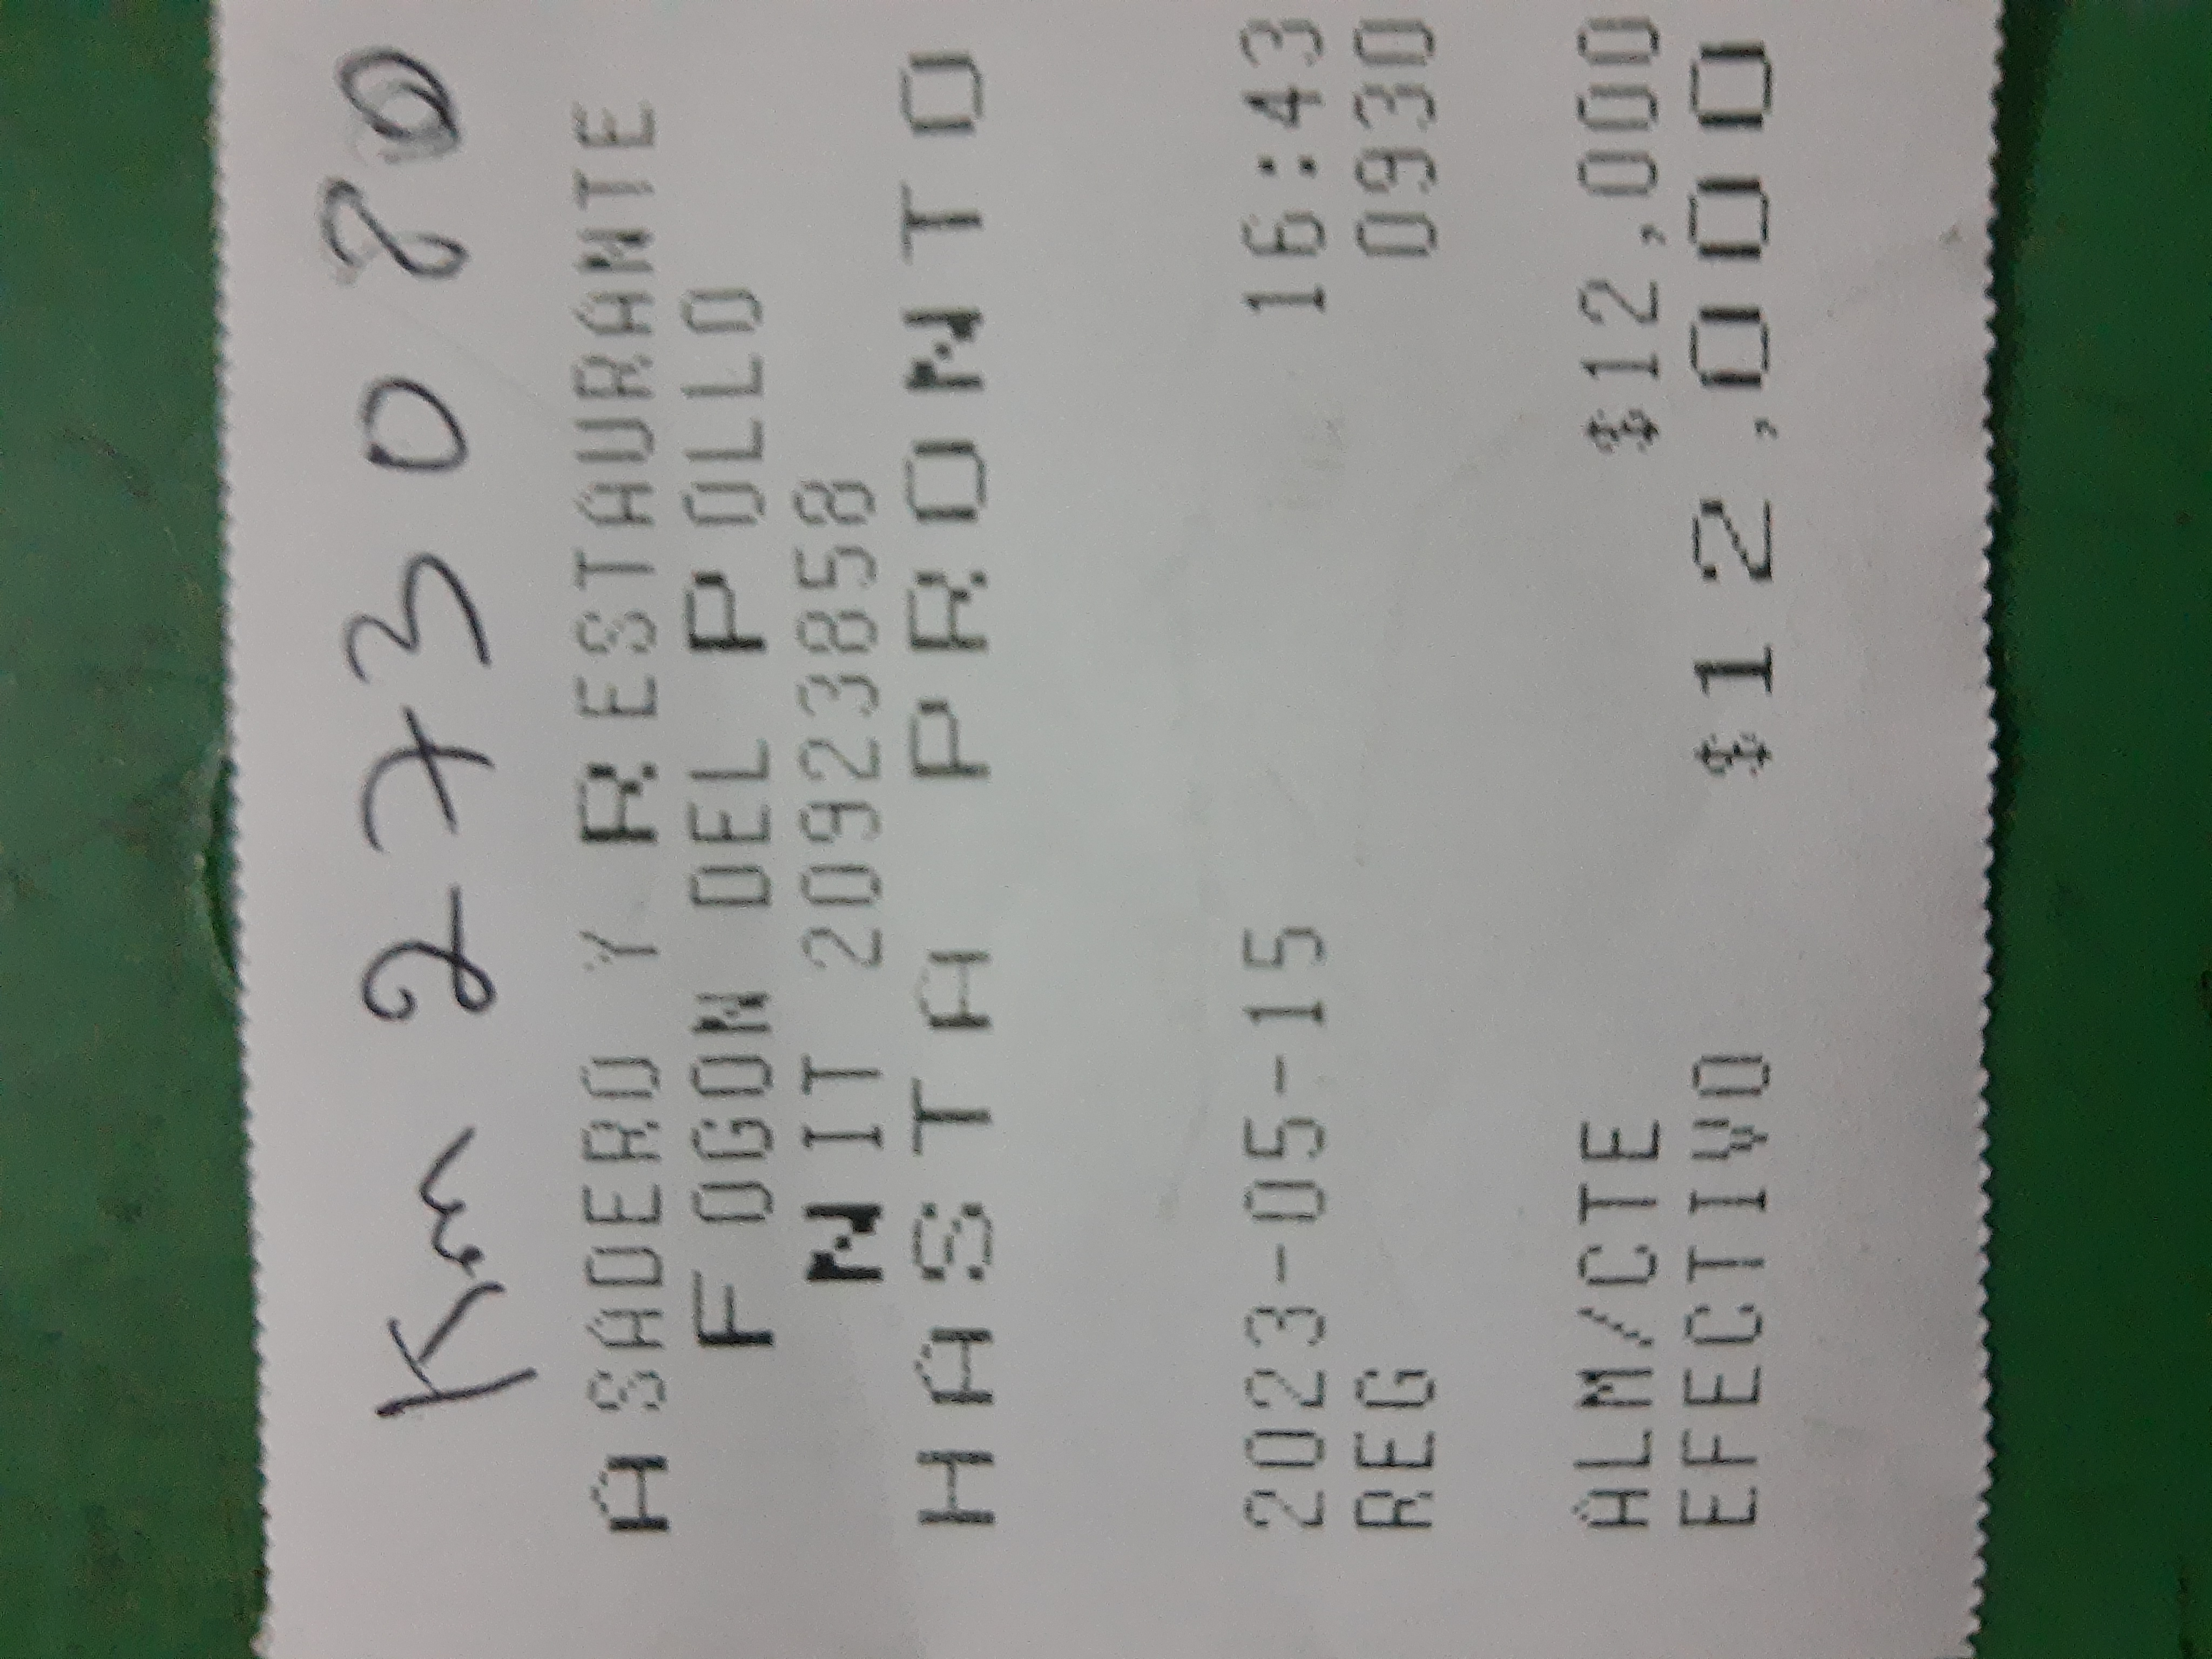 Km 273080
ASADERO Y RESTAURANTE
FOGON DEL POLLO
NIT 20923858
HASTA PRONTO
2023-05-15 16:43
REG 0930
ALM/CTE $12,000
EFECTIVO $12,000